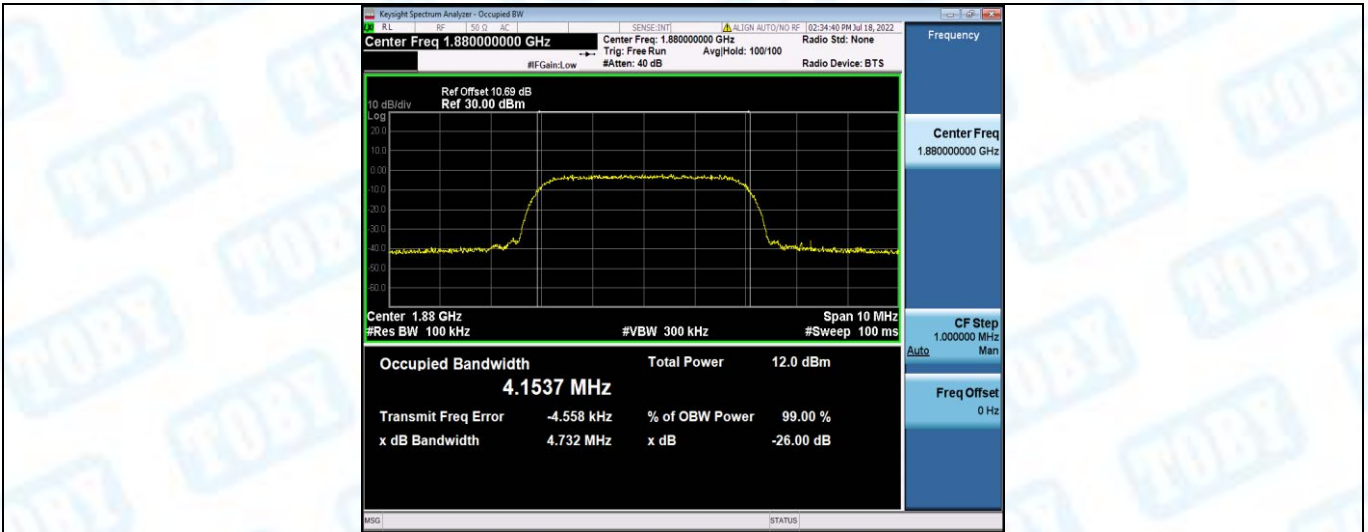 Keysight Spectrum Analyzer - Occupied BW
RL RF 50 Ω AC SENSE:INT ALIGN AUTO/NO RF 02:34:40 PM Jul 18, 2022
Center Freq 1.880000000 GHz
Center Freq: 1.880000000 GHz Radio Std: None
Trig: Free Run Avg|Hold: 100/100
#IFGain:Low #Atten: 40 dB Radio Device: BTS
Frequency
Ref Offset 10.69 dB
10 dB/div Ref 30.00 dBm
Log
20.0
10.0
0.00
-10.0
-20.0
-30.0
-40.0
-50.0
-60.0
Center 1.88 GHz Span 10 MHz
#Res BW 100 kHz #VBW 300 kHz #Sweep 100 ms
Center Freq
1.880000000 GHz
CF Step
1.000000 MHz
Auto Man
Freq Offset
0 Hz
Occupied Bandwidth Total Power 12.0 dBm
4.1537 MHz
Transmit Freq Error -4.558 kHz % of OBW Power 99.00 %
x dB Bandwidth 4.732 MHz x dB -26.00 dB
MSG STATUS
TOBY
TOBY
TOBY
TOBY
TOBY
TOBY
TOBY
TOBY